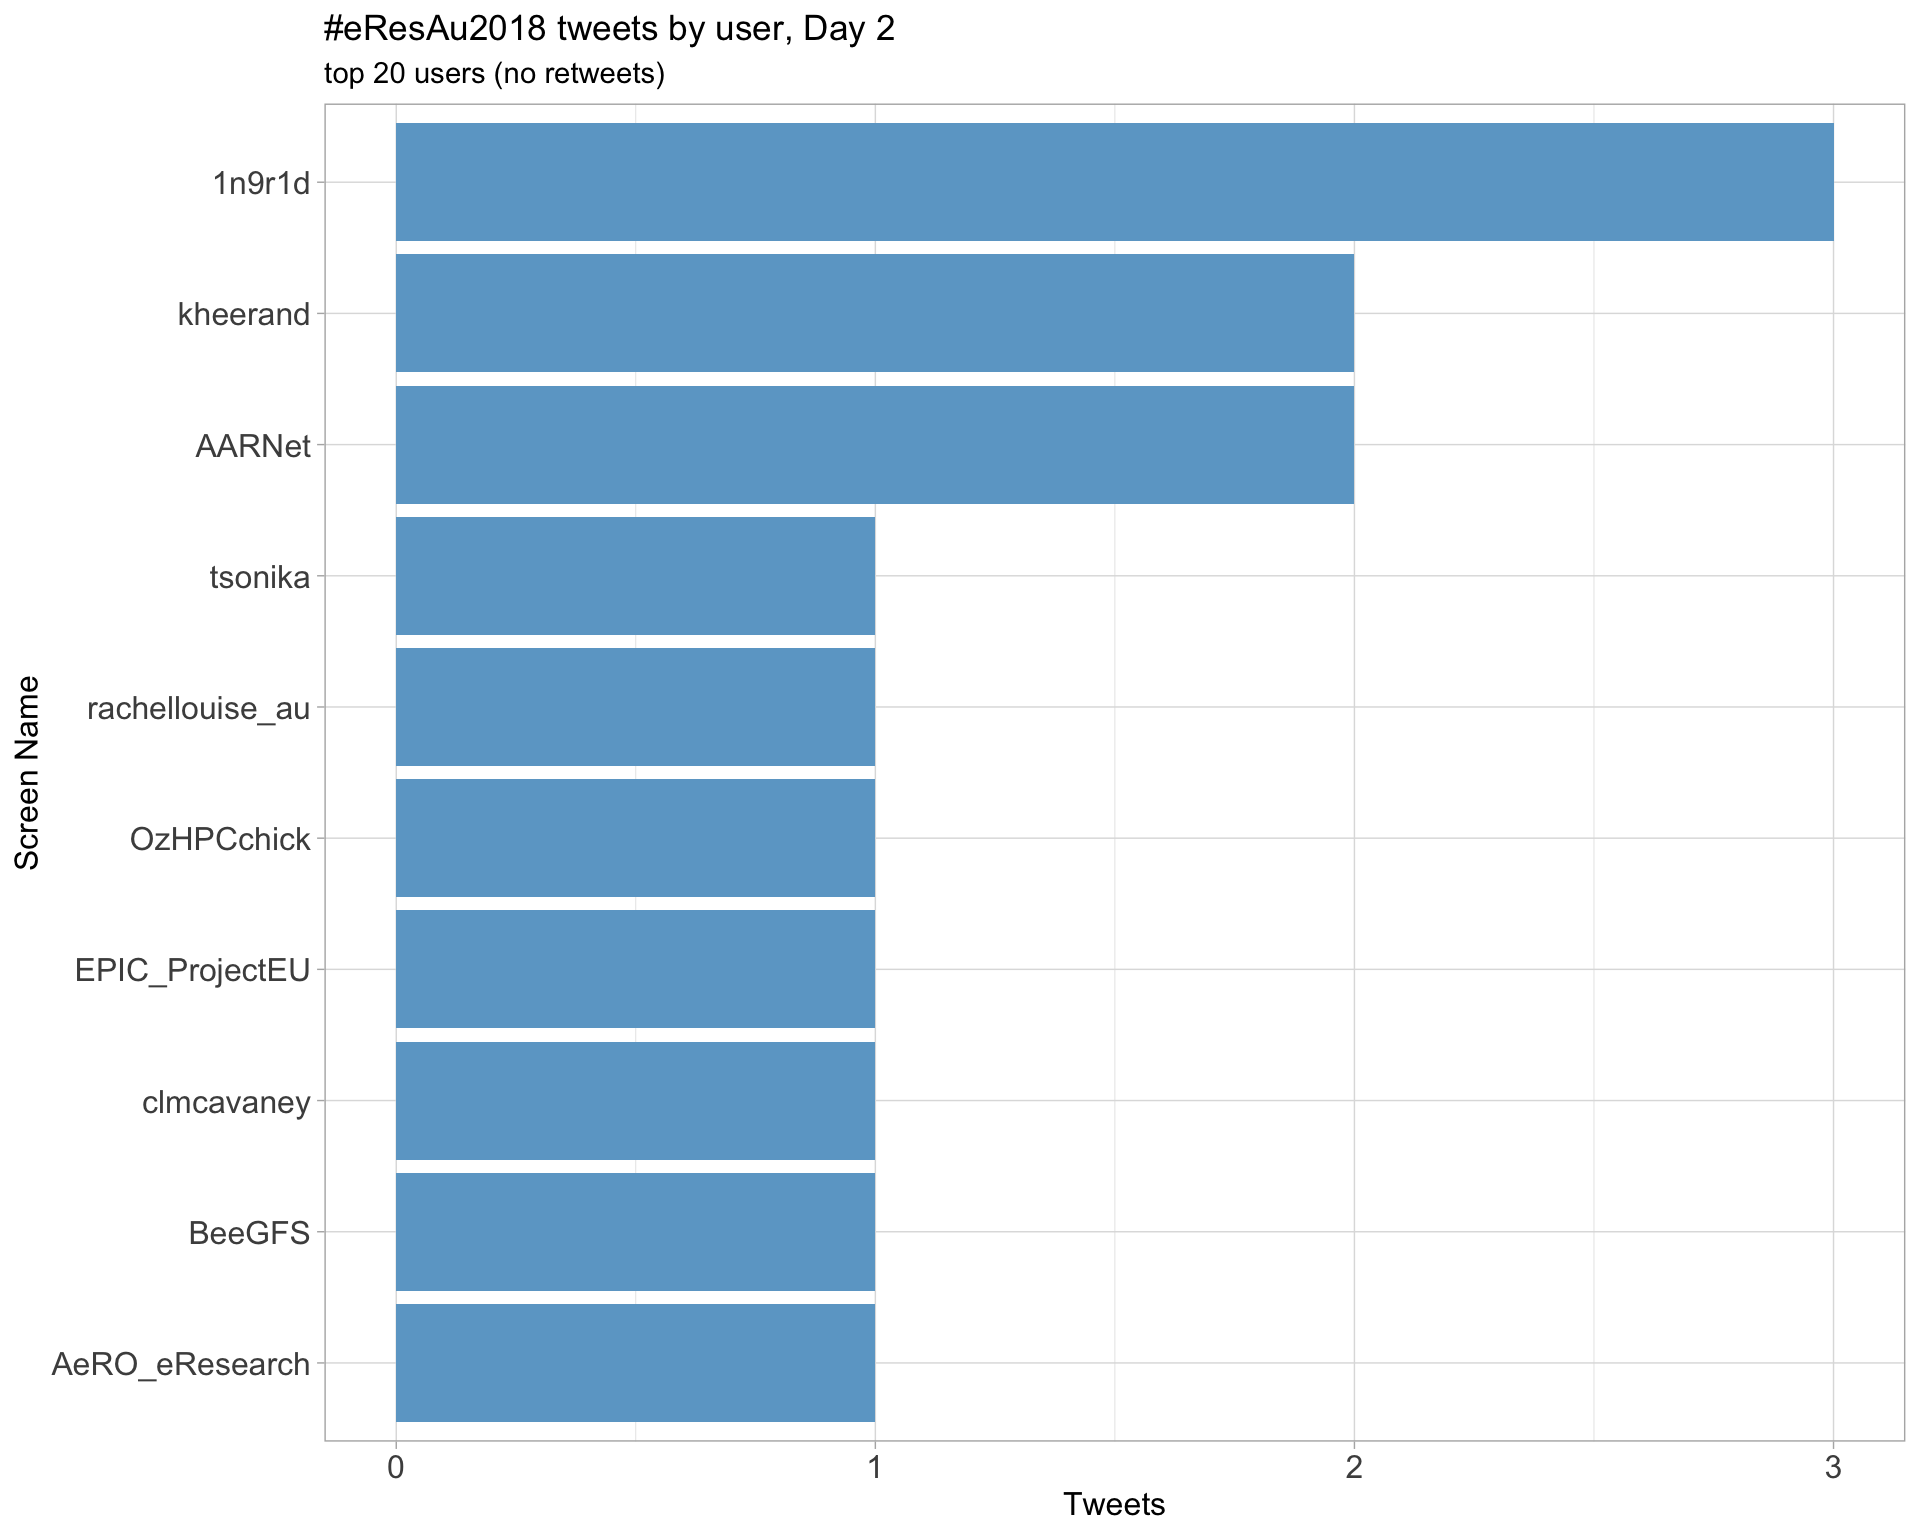 #eResAu2018 tweets by user, Day 2
top 20 users (no retweets)
Screen Name
1n9r1d
kheerand
AARNet
tsonika
rachellouise_au
OzHPCchick
EPIC_ProjectEU
clmcavaney
BeeGFS
AeRO_eResearch
0 1 2 3
Tweets